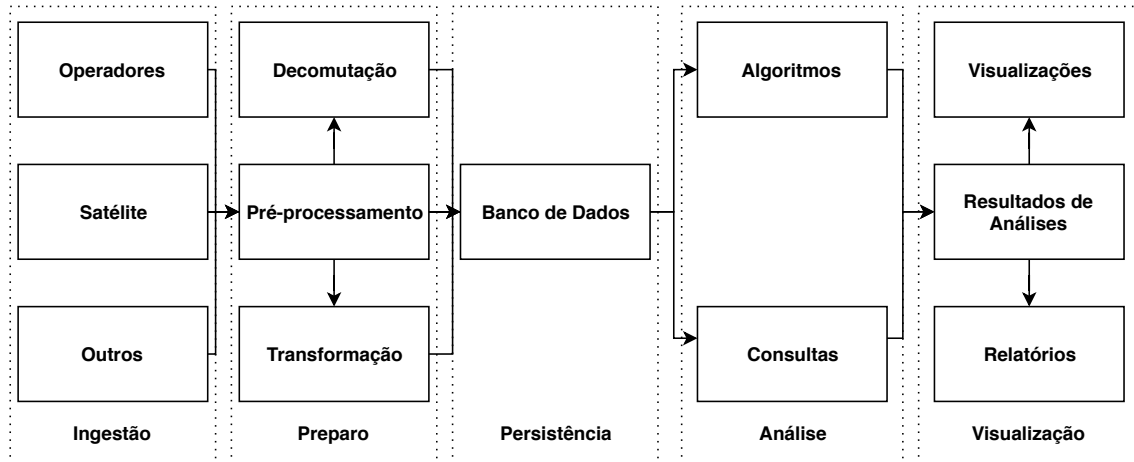 Operadores
Decomutação
Algoritmos
Visualizações
Satélite
Pré-processamento
Banco de Dados
Resultados de
Análises
Outros
Transformação
Consultas
Relatórios
Ingestão
Preparo
Persistência
Análise
Visualização